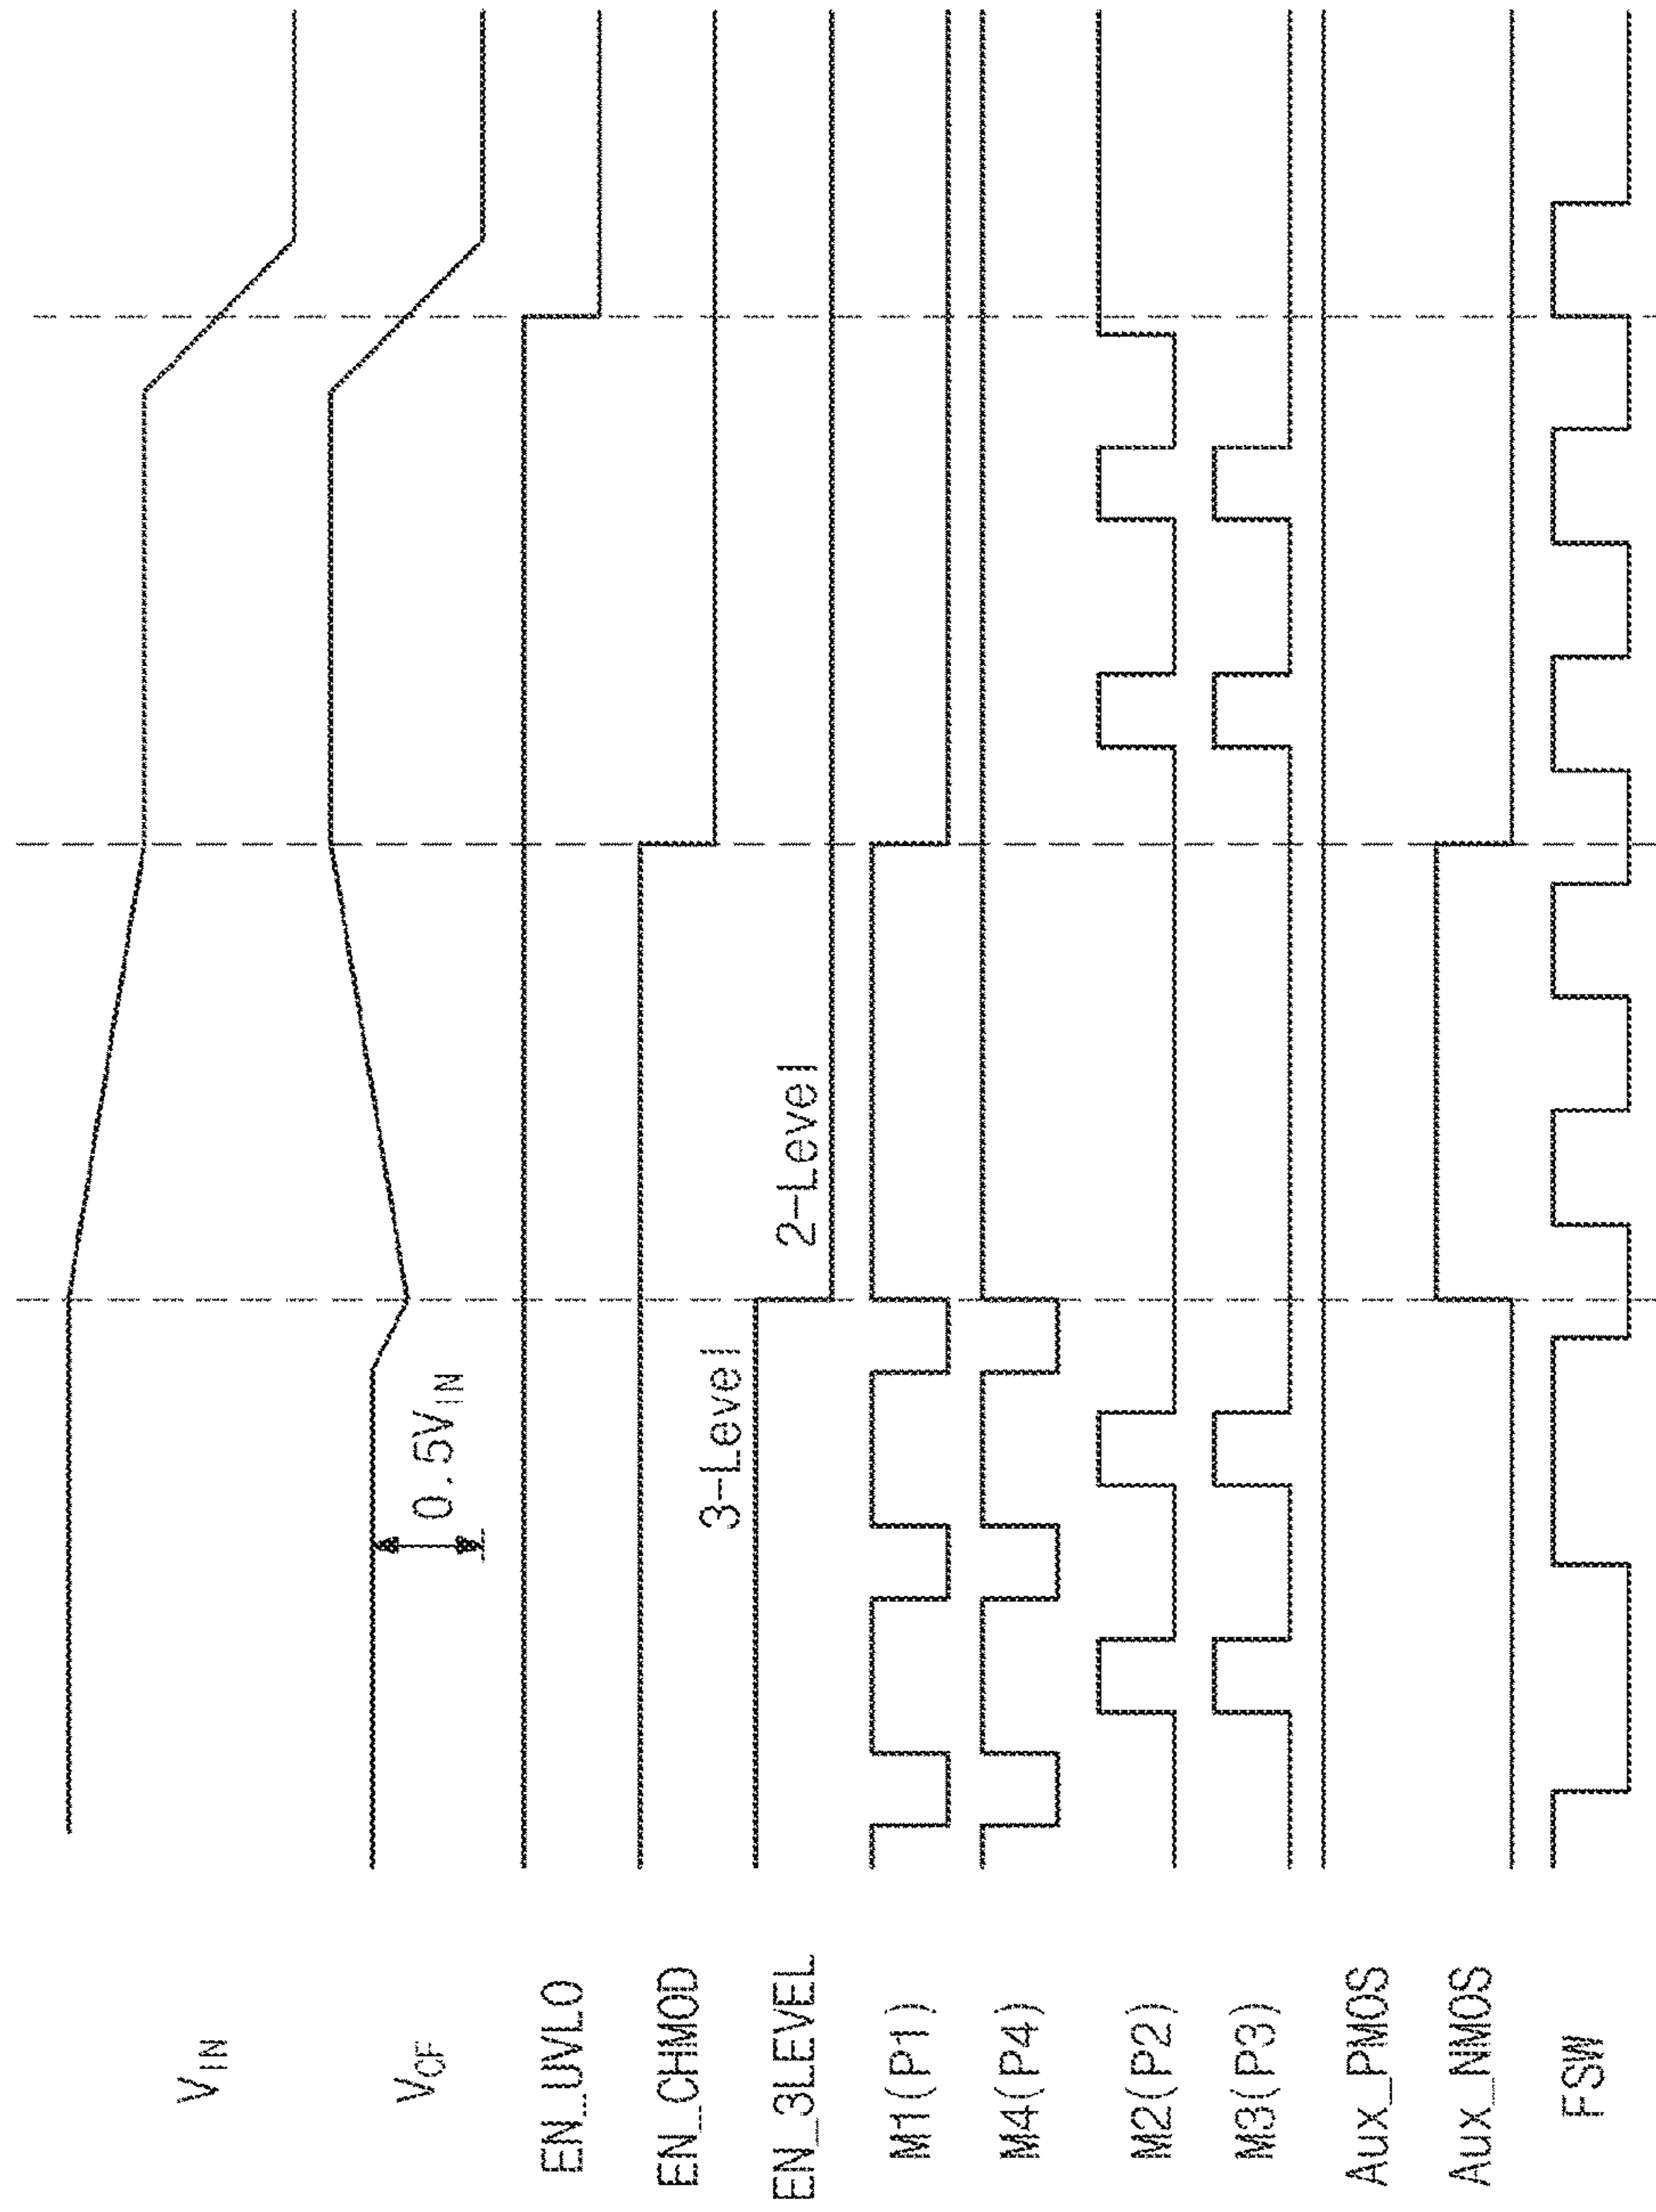 V_IN
V_CF
0.5V_IN
EN_UVLO
EN_CHMOD
EN_3LEVEL
3-Level
2-Level
M1(P1)
M4(P4)
M2(P2)
M3(P3)
Aux_PMOS
Aux_NMOS
FSW